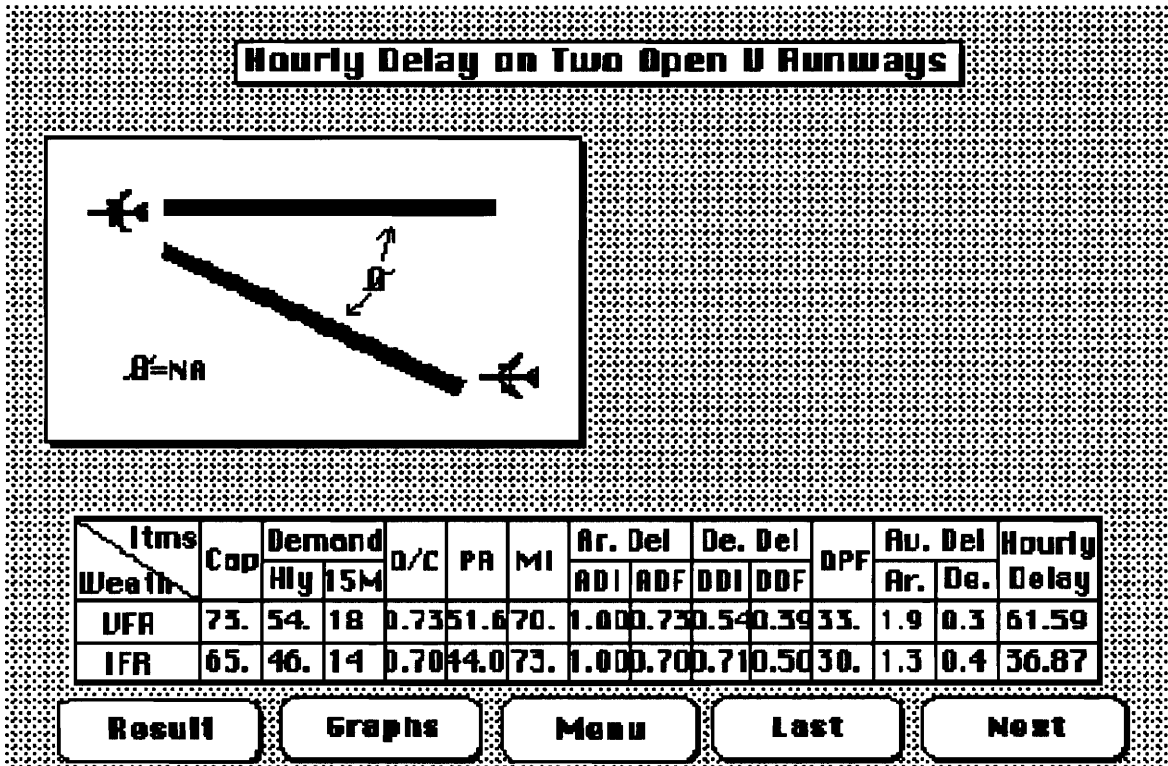 Hourly Delay on Two Open V Runways
Ɵ
Ɵ=NA
Itms Weath Cap Demand D/C PA MI Ar. Del De. Del DPF Av. Del Hourly Delay
Hly 15M ADI ADF DDI DDF Ar. De.
VFR 73. 54. 18 0.73 51.6 70. 1.00 0.73 0.54 0.39 33. 1.9 0.3 61.59
IFR 65. 46. 14 0.70 44.0 73. 1.00 0.70 0.71 0.50 30. 1.3 0.4 36.87
Result Graphs Menu Last Next